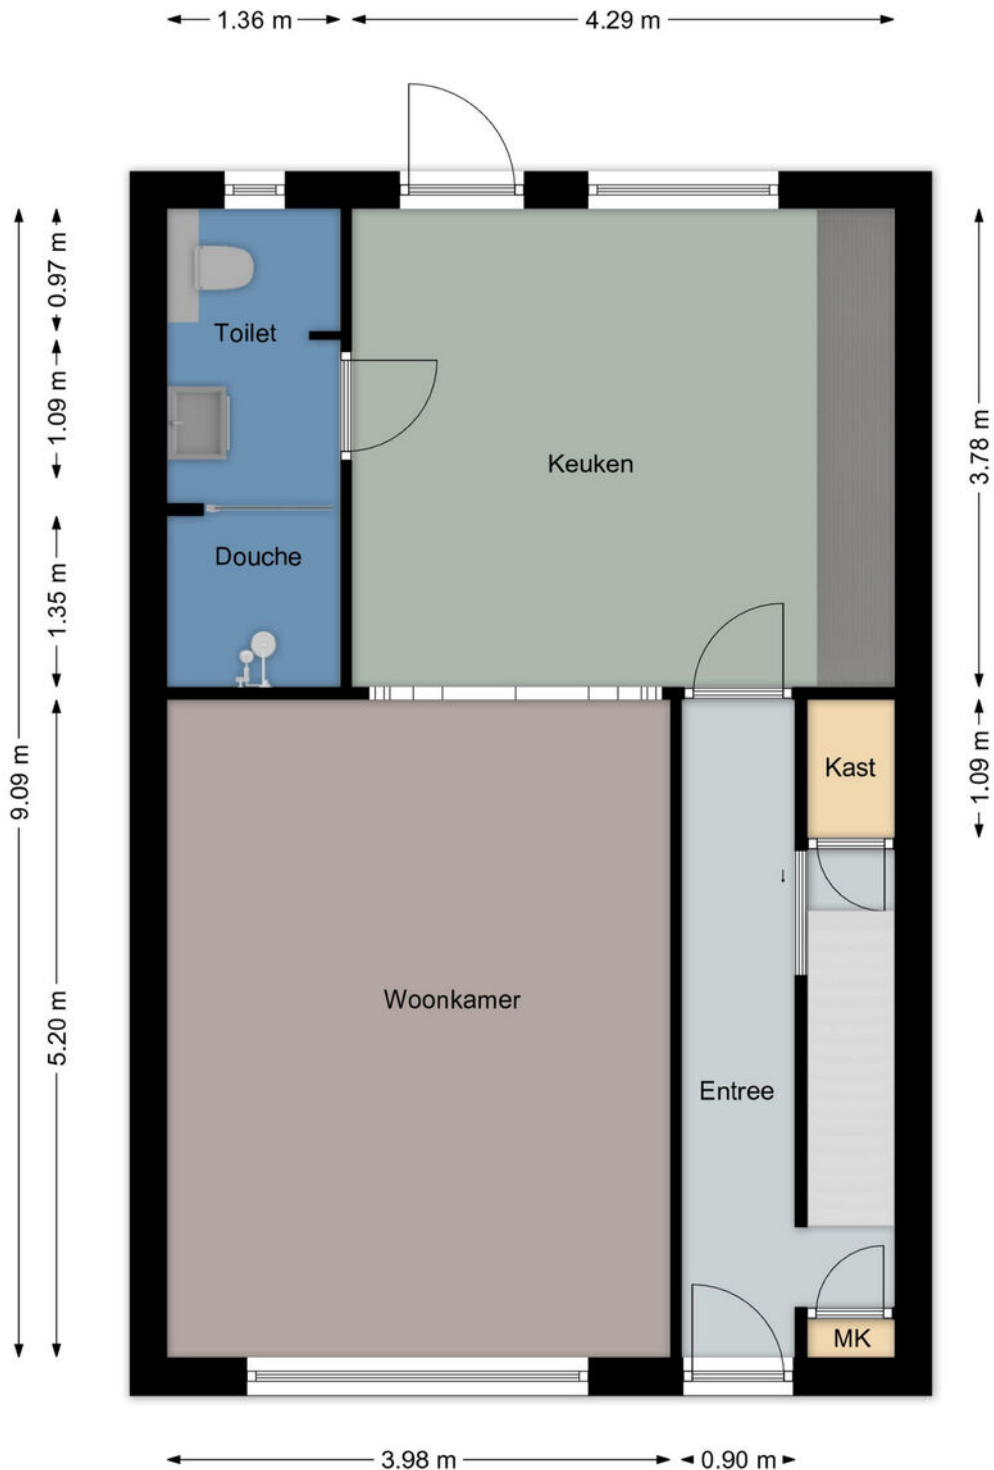 1.36 m
4.29 m
0.97 m
Toilet
1.09 m
Keuken
3.78 m
Douche
1.35 m
9.09 m
Kast
1.09 m
Woonkamer
5.20 m
Entree
MK
3.98 m
0.90 m